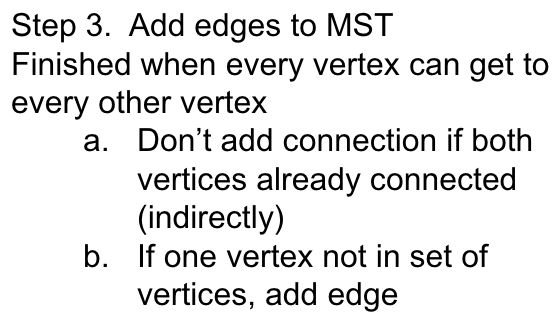 Step 3.  Add edges to MST
Finished when every vertex can get to
every other vertex
a.   Don’t add connection if both
vertices already connected
(indirectly)
b.   If one vertex not in set of
vertices, add edge